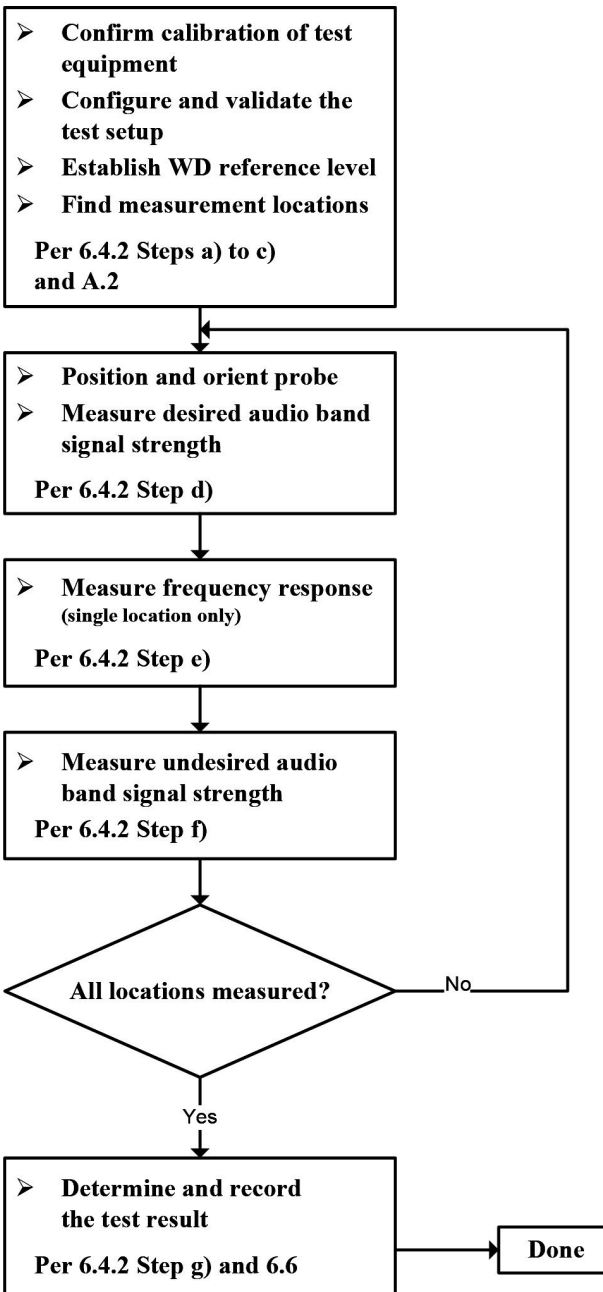 ➢ Confirm calibration of test
equipment
➢ Configure and validate the
test setup
➢ Establish WD reference level
➢ Find measurement locations
Per 6.4.2 Steps a) to c)
and A.2
➢ Position and orient probe
➢ Measure desired audio band
signal strength
Per 6.4.2 Step d)
➢ Measure frequency response
(single location only)
Per 6.4.2 Step e)
➢ Measure undesired audio
band signal strength
Per 6.4.2 Step f)
All locations measured?
No
Yes
➢ Determine and record
the test result
Per 6.4.2 Step g) and 6.6
Done